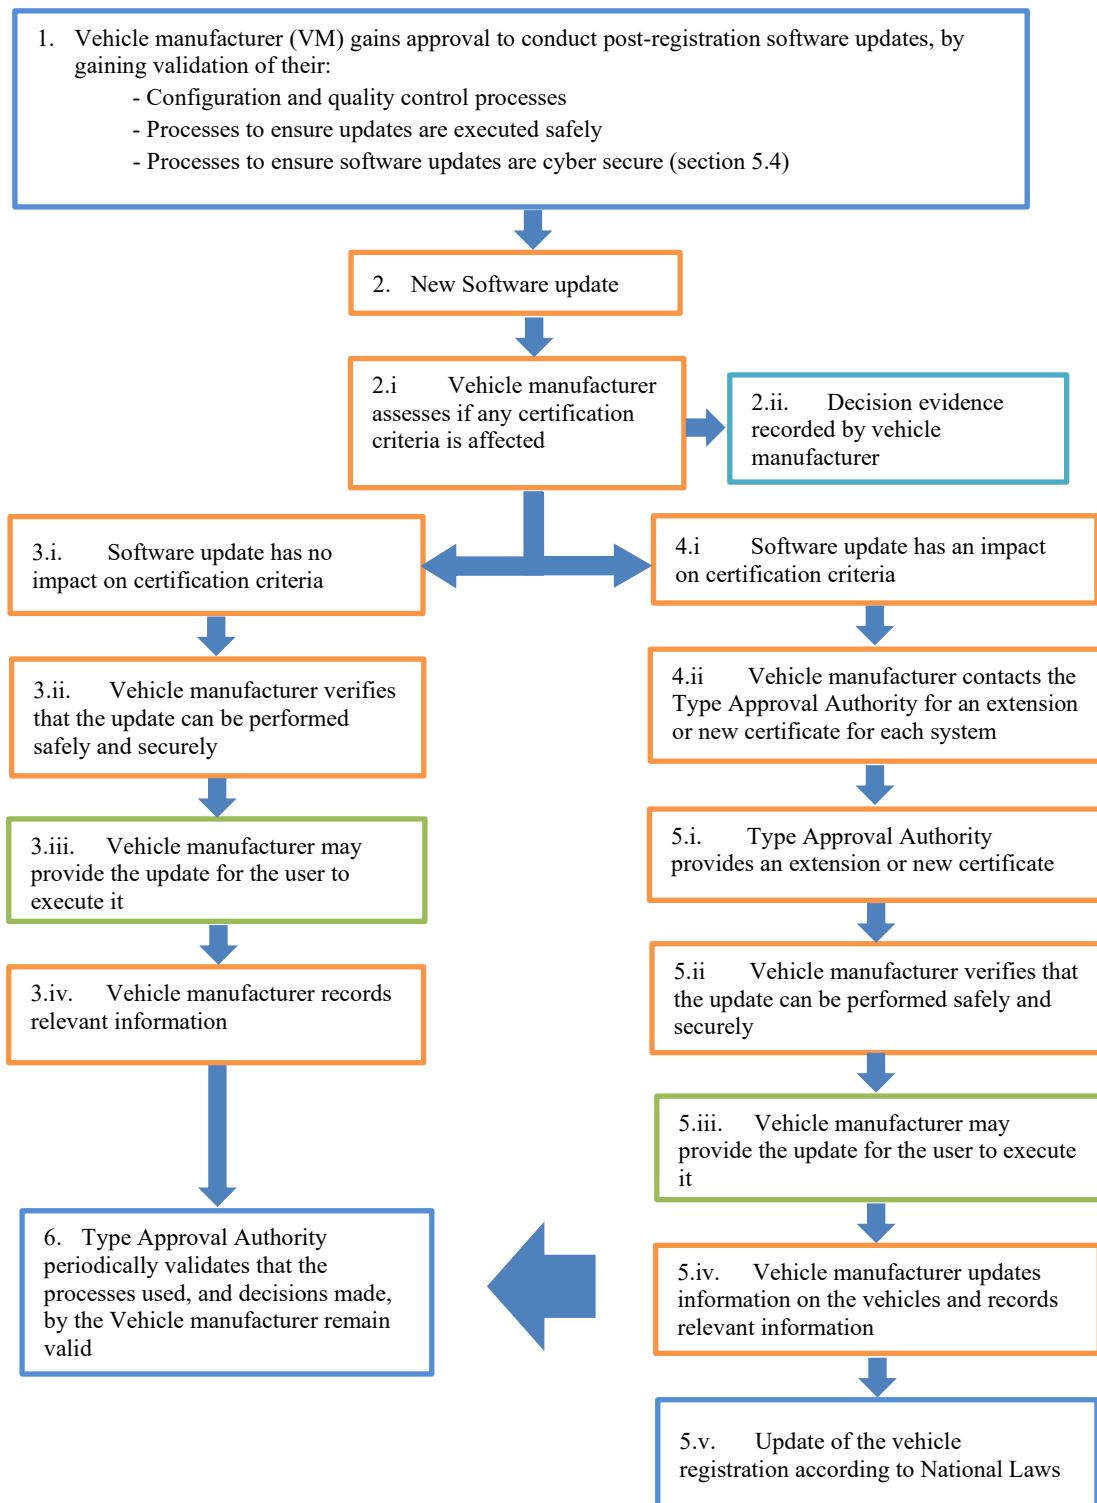 1. Vehicle manufacturer (VM) gains approval to conduct post-registration software updates, by
gaining validation of their:
- Configuration and quality control processes
- Processes to ensure updates are executed safely
- Processes to ensure software updates are cyber secure (section 5.4)
2. New Software update
2.i Vehicle manufacturer
assesses if any certification
criteria is affected
2.ii. Decision evidence
recorded by vehicle
manufacturer
3.i. Software update has no
impact on certification criteria
3.ii. Vehicle manufacturer verifies
that the update can be performed
safely and securely
3.iii. Vehicle manufacturer may
provide the update for the user to
execute it
3.iv. Vehicle manufacturer records
relevant information
4.i Software update has an impact
on certification criteria
4.ii Vehicle manufacturer contacts the
Type Approval Authority for an extension
or new certificate for each system
5.i. Type Approval Authority
provides an extension or new certificate
5.ii Vehicle manufacturer verifies that
the update can be performed safely and
securely
5.iii. Vehicle manufacturer may
provide the update for the user to execute
it
5.iv. Vehicle manufacturer updates
information on the vehicles and records
relevant information
5.v. Update of the vehicle
registration according to National Laws
6. Type Approval Authority
periodically validates that the
processes used, and decisions made,
by the Vehicle manufacturer remain
valid